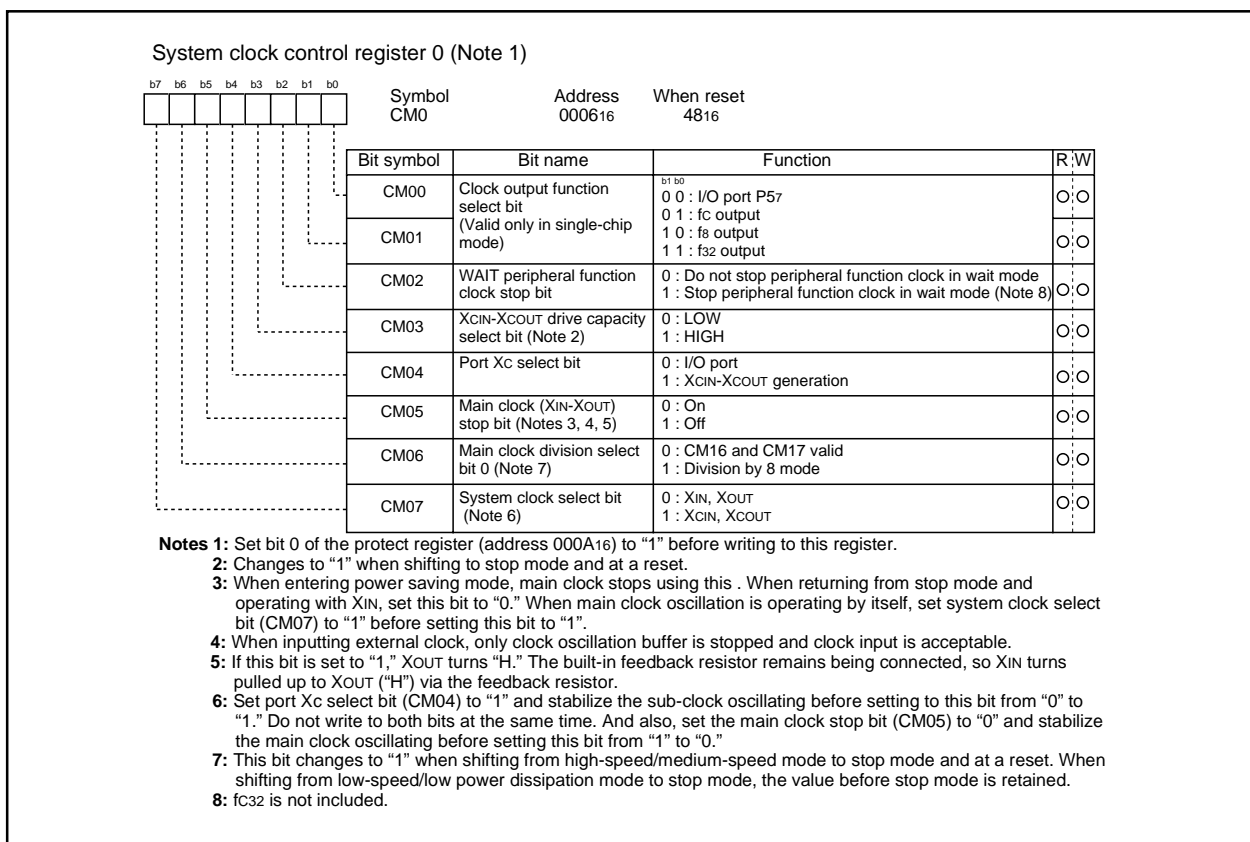 System clock control register 0 (Note 1)
b7 b6 b5 b4 b3 b2 b1 b0
Symbol Address When reset
CM0 000616 4816
Bit symbol Bit name Function R W
CM00 Clock output function select bit (Valid only in single-chip mode)
b1 b0
0 0 : I/O port P57
0 1 : fC output
1 0 : f8 output
1 1 : f32 output
CM01
CM02 WAIT peripheral function clock stop bit
0 : Do not stop peripheral function clock in wait mode
1 : Stop peripheral function clock in wait mode (Note 8)
CM03 XCIN-XCOUT drive capacity select bit (Note 2)
0 : LOW
1 : HIGH
CM04 Port XC select bit
0 : I/O port
1 : XCIN-XCOUT generation
CM05 Main clock (XIN-XOUT) stop bit (Notes 3, 4, 5)
0 : On
1 : Off
CM06 Main clock division select bit 0 (Note 7)
0 : CM16 and CM17 valid
1 : Division by 8 mode
CM07 System clock select bit (Note 6)
0 : XIN, XOUT
1 : XCIN, XCOUT
Notes 1: Set bit 0 of the protect register (address 000A16) to “1” before writing to this register.
2: Changes to “1” when shifting to stop mode and at a reset.
3: When entering power saving mode, main clock stops using this . When returning from stop mode and
operating with XIN, set this bit to “0.” When main clock oscillation is operating by itself, set system clock select
bit (CM07) to “1” before setting this bit to “1”.
4: When inputting external clock, only clock oscillation buffer is stopped and clock input is acceptable.
5: If this bit is set to “1,” XOUT turns “H.” The built-in feedback resistor remains being connected, so XIN turns
pulled up to XOUT (“H”) via the feedback resistor.
6: Set port XC select bit (CM04) to “1” and stabilize the sub-clock oscillating before setting to this bit from “0” to
“1.” Do not write to both bits at the same time. And also, set the main clock stop bit (CM05) to “0” and stabilize
the main clock oscillating before setting this bit from “1” to “0.”
7: This bit changes to “1” when shifting from high-speed/medium-speed mode to stop mode and at a reset. When
shifting from low-speed/low power dissipation mode to stop mode, the value before stop mode is retained.
8: fC32 is not included.